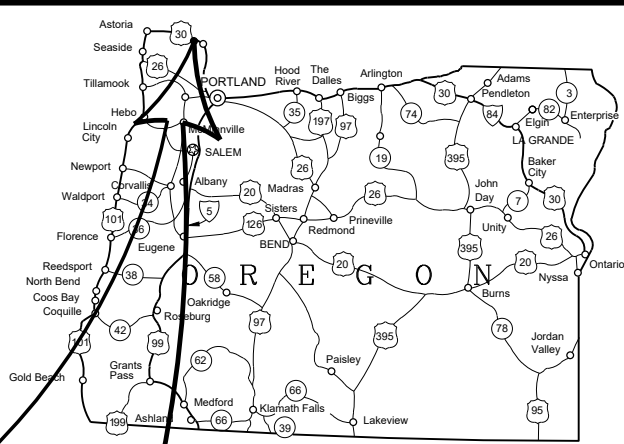 Astoria
30
Seaside
26
PORTLAND
Hood
River
The
Dalles
Arlington
Adams
Pendleton
3
Tillamook
Biggs
30
84
82
Enterprise
Elgin
35
197
97
74
LA GRANDE
Hebo
Lincoln
City
McMinnville
SALEM
19
395
Baker
City
Newport
26
Corvallis
Albany
20
Madras
26
John
Day
7
30
Waldport
34
Sisters
101
5
126
Redmond
Prineville
Unity
26
Florence
36
Eugene
BEND
395
20
Ontario
Reedsport
38
58
20
Nyssa
OREGON
North Bend
Oakridge
Burns
Coos Bay
Coquille
Roseburg
97
42
99
395
78
101
Jordan
Valley
62
Grants
Pass
Paisley
Gold Beach
66
Medford
95
Klamath Falls
199
Ashland
66
39
Lakeview